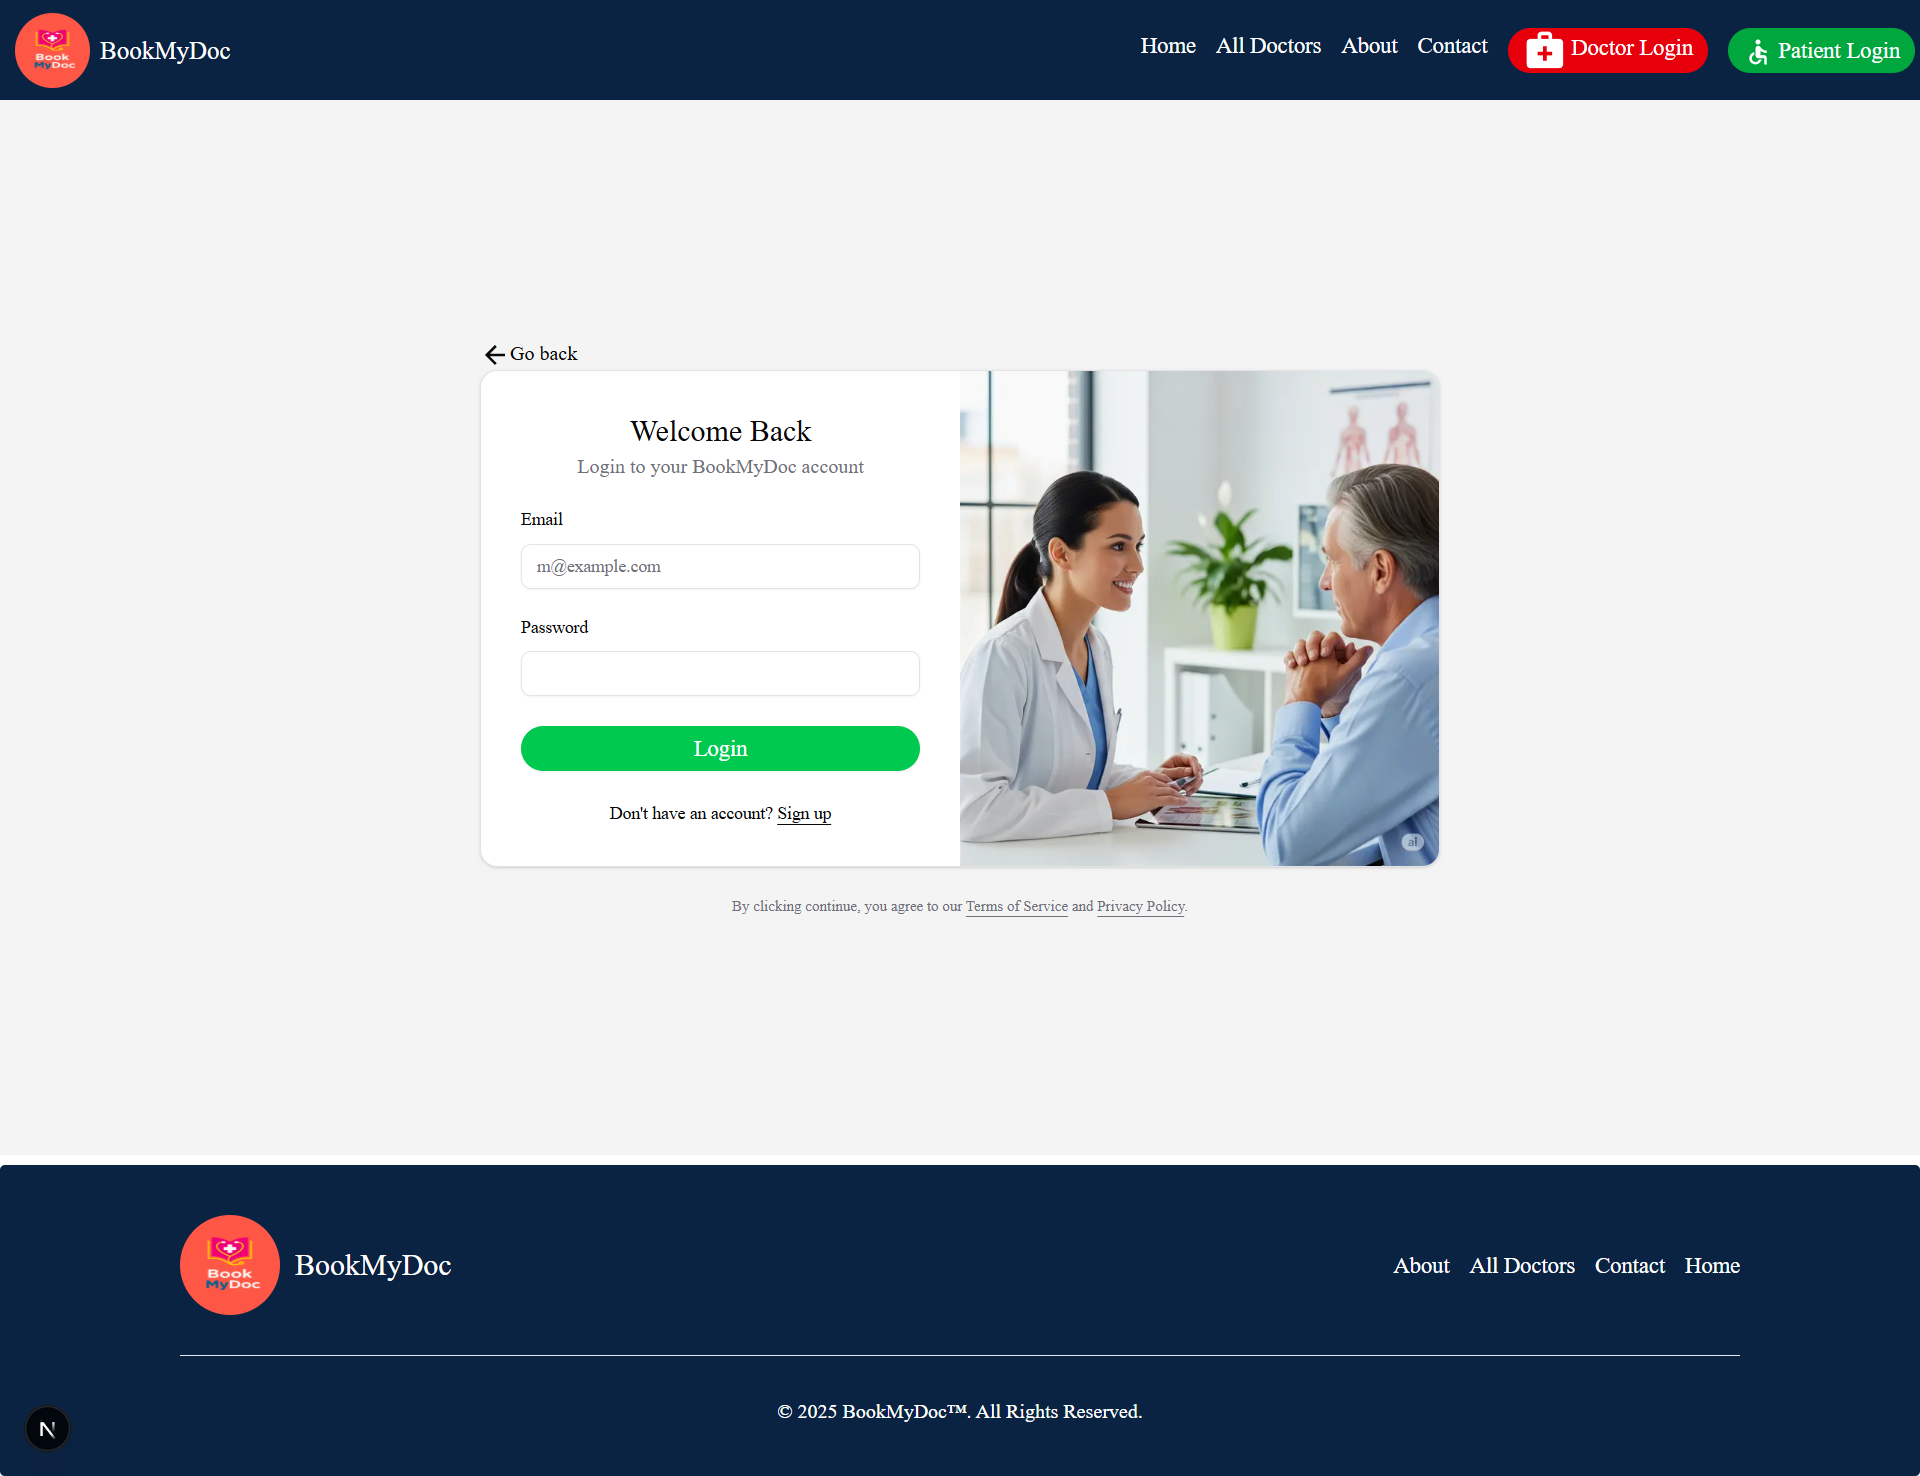 Book
MyDoc
BookMyDoc
Home
All Doctors
About
Contact
Doctor Login
Patient Login
Go back
Welcome Back
Login to your BookMyDoc account
Email
m@example.com
Password
Login
Don't have an account? Sign up
ai
By clicking continue, you agree to our Terms of Service and Privacy Policy.
Book
MyDoc
BookMyDoc
About
All Doctors
Contact
Home
© 2025 BookMyDoc™. All Rights Reserved.
N